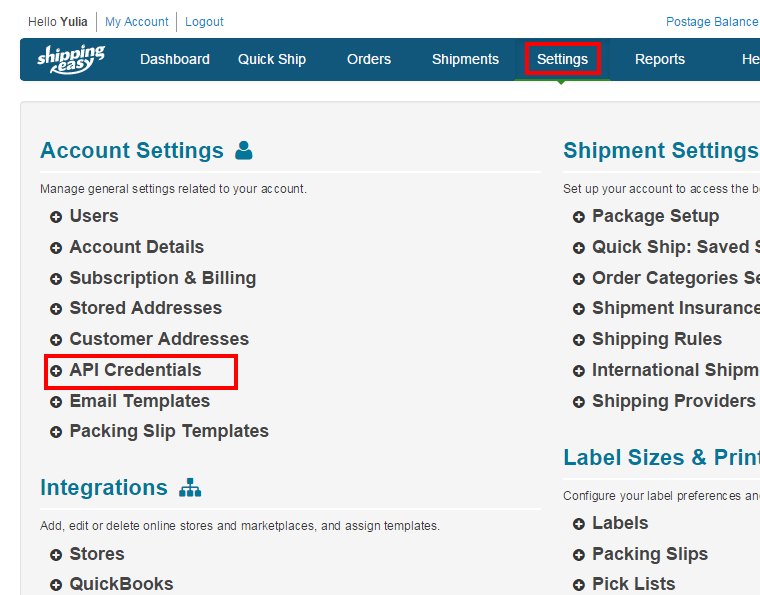 Hello Yulia My Account Logout Postage Balance
shipping easy Dashboard Quick Ship Orders Shipments Settings Reports He
Account Settings
Manage general settings related to your account.
Users
Account Details
Subscription & Billing
Stored Addresses
Customer Addresses
API Credentials
Email Templates
Packing Slip Templates
Integrations
Add, edit or delete online stores and marketplaces, and assign templates.
Stores
QuickBooks
Shipment Settings
Set up your account to access the b
Package Setup
Quick Ship: Saved S
Order Categories Se
Shipment Insurance
Shipping Rules
International Shipm
Shipping Providers
Label Sizes & Print
Configure your label preferences an
Labels
Packing Slips
Pick Lists